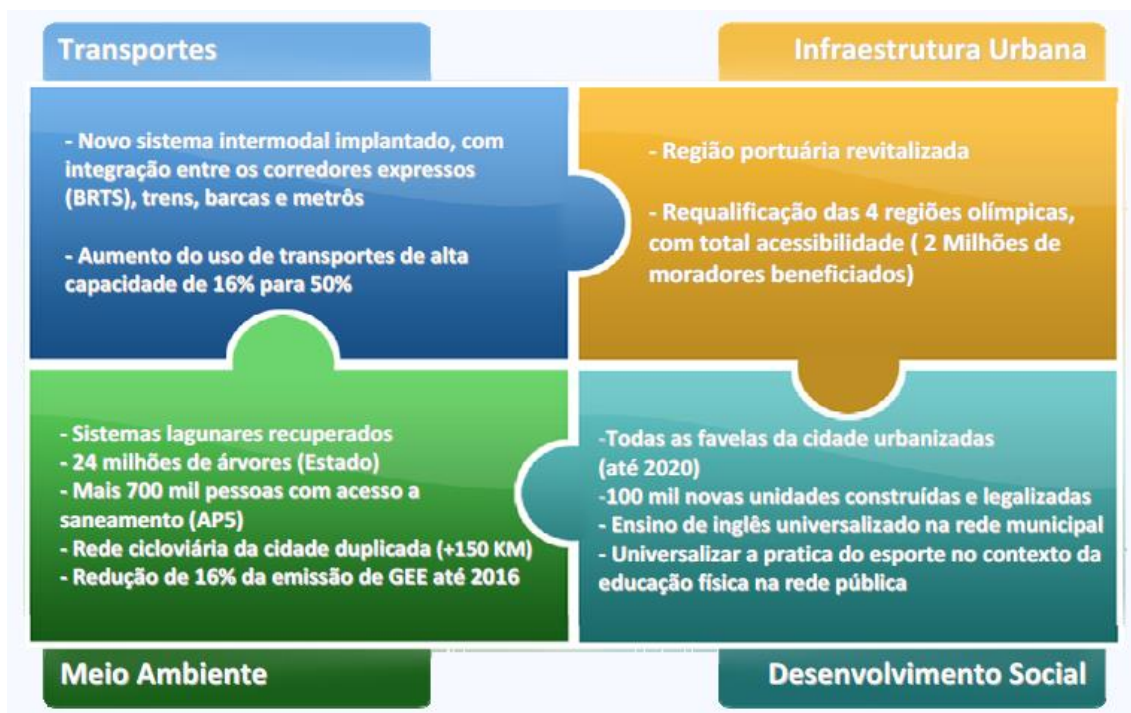 Transportes
- Novo sistema intermodal implantado, com
integração entre os corredores expressos
(BRTS), trens, barcas e metrôs
- Aumento do uso de transportes de alta
capacidade de 16% para 50%
Infraestrutura Urbana
- Região portuária revitalizada
- Requalificação das 4 regiões olímpicas,
com total acessibilidade ( 2 Milhões de
moradores beneficiados)
- Sistemas lagunares recuperados
- 24 milhões de árvores (Estado)
- Mais 700 mil pessoas com acesso a
saneamento (AP5)
- Rede cicloviária da cidade duplicada (+150 KM)
- Redução de 16% da emissão de GEE até 2016
Meio Ambiente
-Todas as favelas da cidade urbanizadas
(até 2020)
-100 mil novas unidades construídas e legalizadas
- Ensino de inglês universalizado na rede municipal
- Universalizar a pratica do esporte no contexto da
educação física na rede pública
Desenvolvimento Social